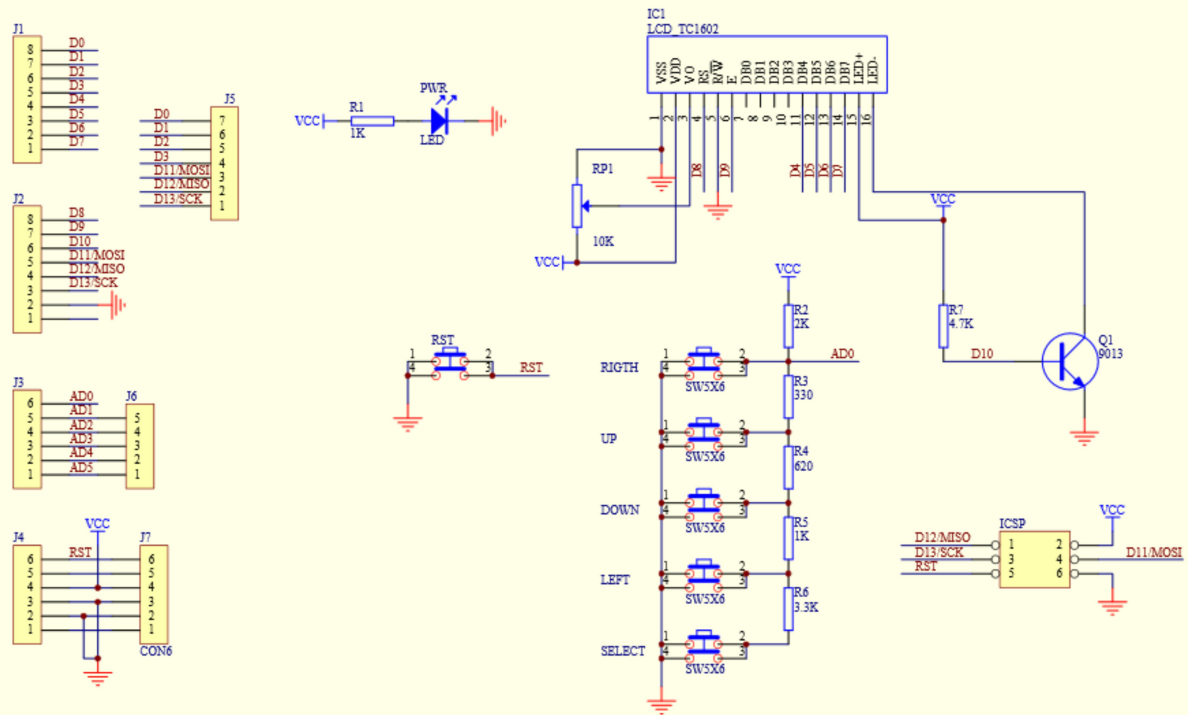 J1
8 D0
7 D1
6 D2
5 D3
4 D4
3 D5
2 D6
1 D7
J5
D0 7
D1 6
D2 5
D3 4
D11/MOSI 3
D12/MISO 2
D13/SCK 1
J2
8 D8
7 D9
6 D10
5 D11/MOSI
4 D12/MISO
3 D13/SCK
2
1
J3
6 AD0
5 AD1
4 AD2
3 AD3
2 AD4
1 AD5
J6
5
4
3
2
1
VCC
J4
6 RST
5
4
3
2
1
J7
6
5
4
3
2
1
CON6
VCC
R1
1K
PWR
LED
RST
1 2
4 3
RST
IC1
LCD_TC1602
VSS VDD VO RS R/W E DB0 DB1 DB2 DB3 DB4 DB5 DB6 DB7 LED+ LED-
1 2 3 4 5 6 7 8 9 10 11 12 13 14 15 16
D8 D9 D4 D5 D6 D7
RP1
10K
VCC
VCC
R7
4.7K
D10
Q1
9013
VCC
R2
2K
AD0
RIGTH
1 2
4 3
SW5X6
R3
330
UP
1 2
4 3
SW5X6
R4
620
DOWN
1 2
4 3
SW5X6
R5
1K
LEFT
1 2
4 3
SW5X6
R6
3.3K
SELECT
1 2
4 3
SW5X6
ICSP
VCC
D12/MISO 1 2
D13/SCK 3 4 D11/MOSI
RST 5 6